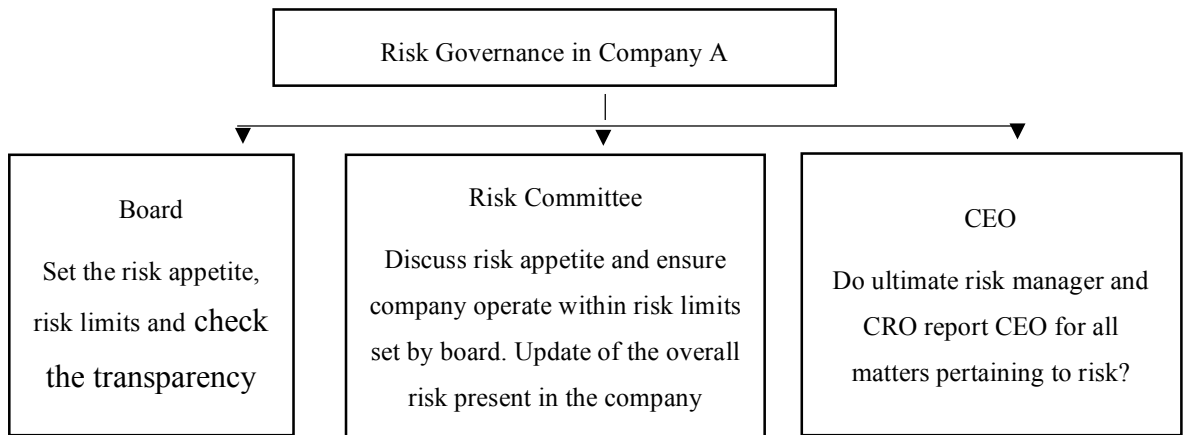 Risk Governance in Company A
Board
Set the risk appetite,
risk limits and check
the transparency
Risk Committee
Discuss risk appetite and ensure
company operate within risk limits
set by board. Update of the overall
risk present in the company
CEO
Do ultimate risk manager and
CRO report CEO for all
matters pertaining to risk?